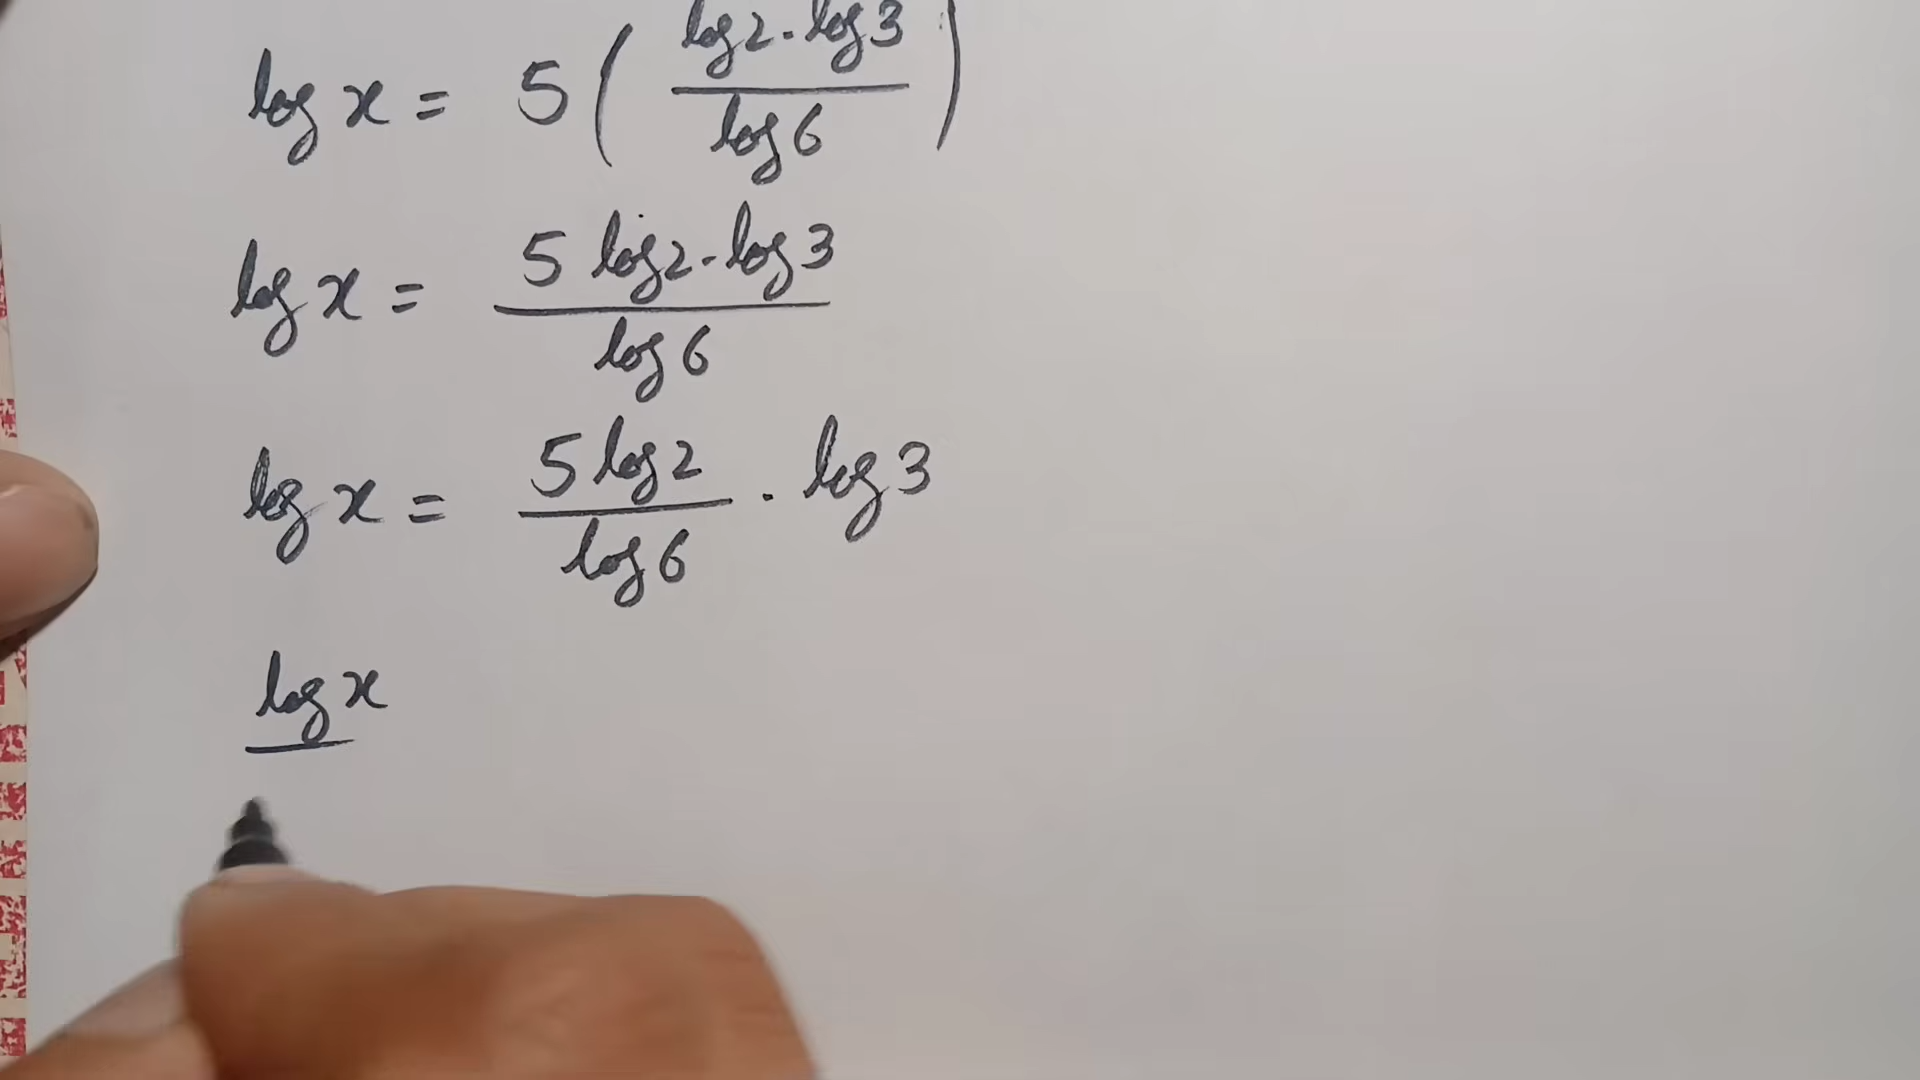 log x = 5 ( log2 . log3 / log6 )
log x = 5 log2 . log3 / log6
log x = 5 log2 / log6 . log3
log x